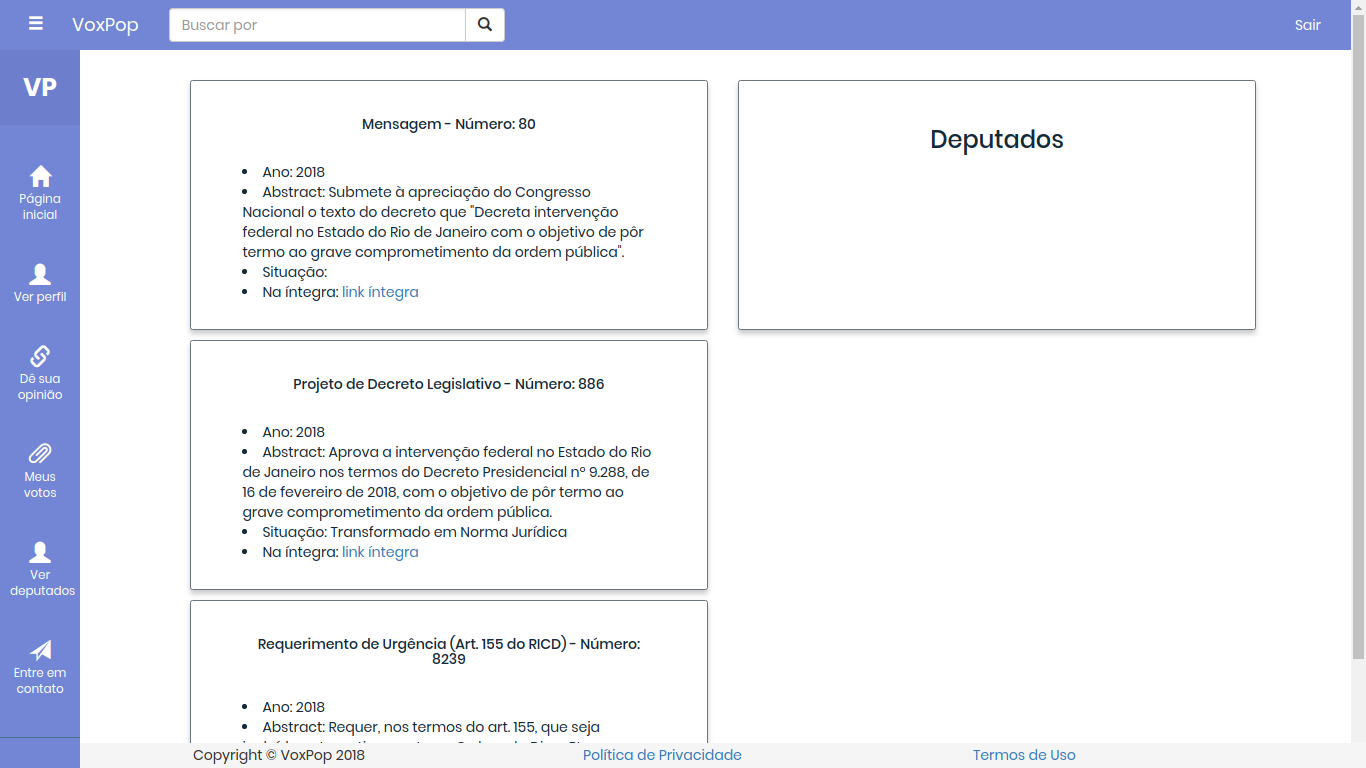 VoxPop
Buscar por
Sair
VP
Página
inicial
Ver perfil
Dê sua
opinião
Meus
votos
Ver
deputados
Entre em
contato
Mensagem - Número: 80
Ano: 2018
Abstract: Submete à apreciação do Congresso
Nacional o texto do decreto que "Decreta intervenção
federal no Estado do Rio de Janeiro com o objetivo de pôr
termo ao grave comprometimento da ordem pública".
Situação:
Na íntegra: link íntegra
Projeto de Decreto Legislativo - Número: 886
Ano: 2018
Abstract: Aprova a intervenção federal no Estado do Rio
de Janeiro nos termos do Decreto Presidencial nº 9.288, de
16 de fevereiro de 2018, com o objetivo de pôr termo ao
grave comprometimento da ordem pública.
Situação: Transformado em Norma Jurídica
Na íntegra: link íntegra
Requerimento de Urgência (Art. 155 do RICD) - Número:
8239
Ano: 2018
Abstract: Requer, nos termos do art. 155, que seja
Deputados
Copyright © VoxPop 2018
Política de Privacidade
Termos de Uso